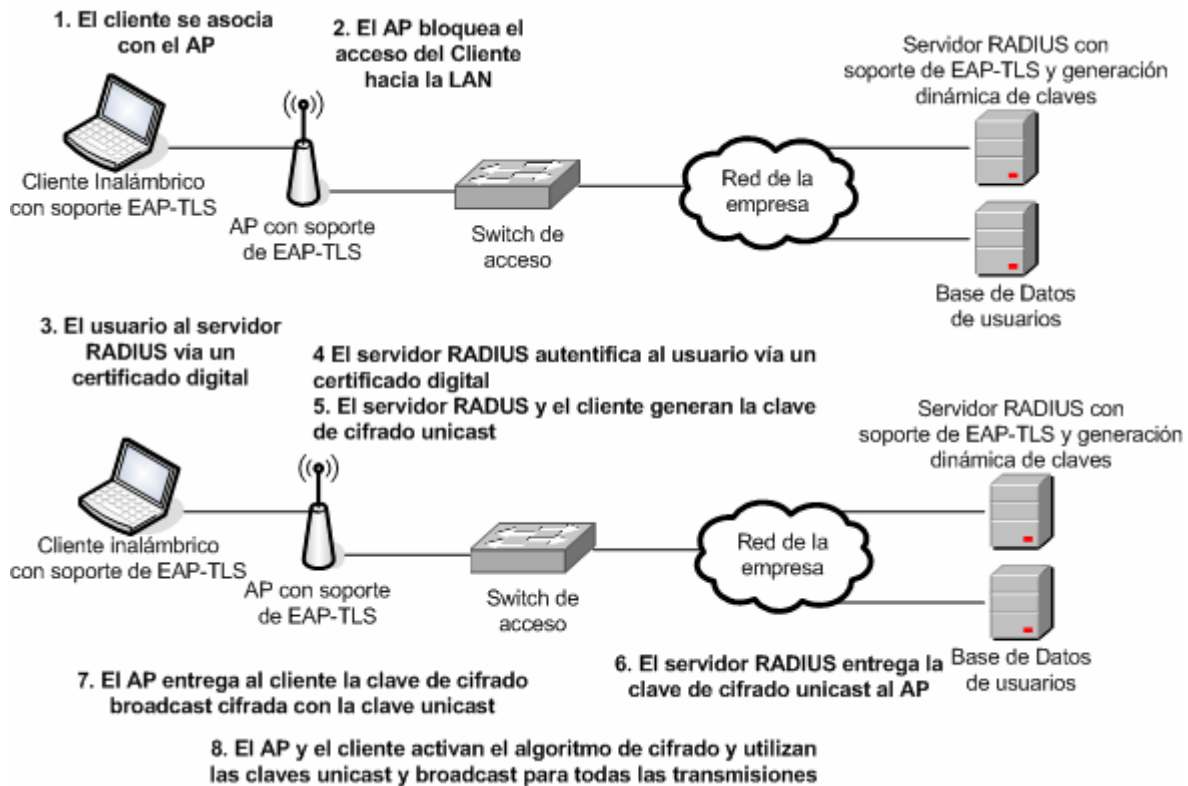 1. El cliente se asocia
con el AP
2. El AP bloquea el
acceso del Cliente
hacia la LAN
Servidor RADIUS con
soporte de EAP-TLS y generación
dinámica de claves
Cliente Inalámbrico
con soporte EAP-TLS
AP con soporte
de EAP-TLS
Switch de
acceso
Red de la
empresa
Base de Datos
de usuarios
3. El usuario al servidor
RADIUS vía un
certificado digital
4 El servidor RADIUS autentifica al usuario vía un
certificado digital
5. El servidor RADUS y el cliente generan la clave
de cifrado unicast
Servidor RADIUS con
soporte de EAP-TLS y generación
dinámica de claves
Cliente inalámbrico
con soporte de EAP-TLS
AP con soporte
de EAP-TLS
Switch de
acceso
Red de la
empresa
Base de Datos
de usuarios
6. El servidor RADIUS entrega la
clave de cifrado unicast al AP
7. El AP entrega al cliente la clave de cifrado
broadcast cifrada con la clave unicast
8. El AP y el cliente activan el algoritmo de cifrado y utilizan
las claves unicast y broadcast para todas las transmisiones